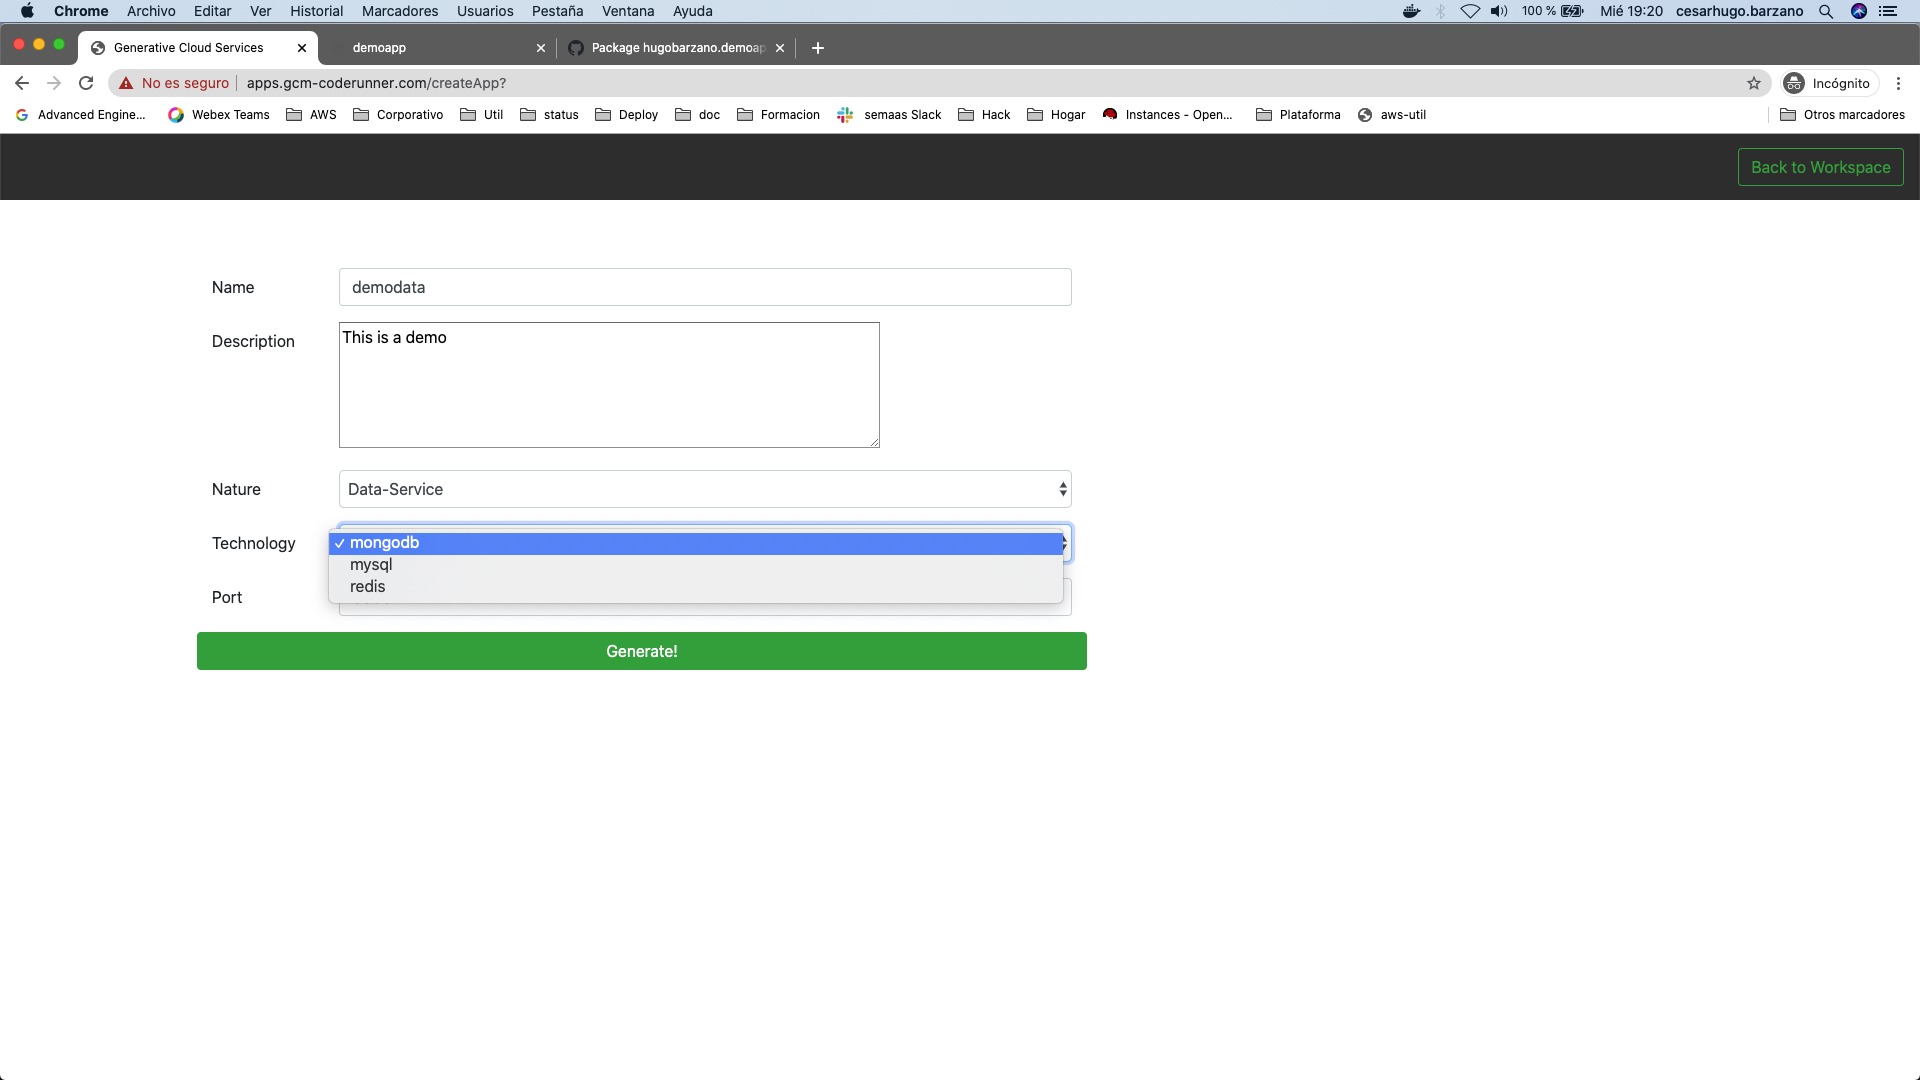 Chrome Archivo Editar Ver Historial Marcadores Usuarios Pestaña Ventana Ayuda 100 % Mié 19:20 cesarhugo.barzano
Generative Cloud Services demoapp Package hugobarzano.demoap
No es seguro apps.gcm-coderunner.com/createApp? Incógnito
Advanced Engine... Webex Teams AWS Corporativo Util status Deploy doc Formacion semaas Slack Hack Hogar Instances - Open... Plataforma aws-util Otros marcadores
Back to Workspace
Name demodata
Description This is a demo
Nature Data-Service
Technology ✓ mongodb
mysql
redis
Port
Generate!